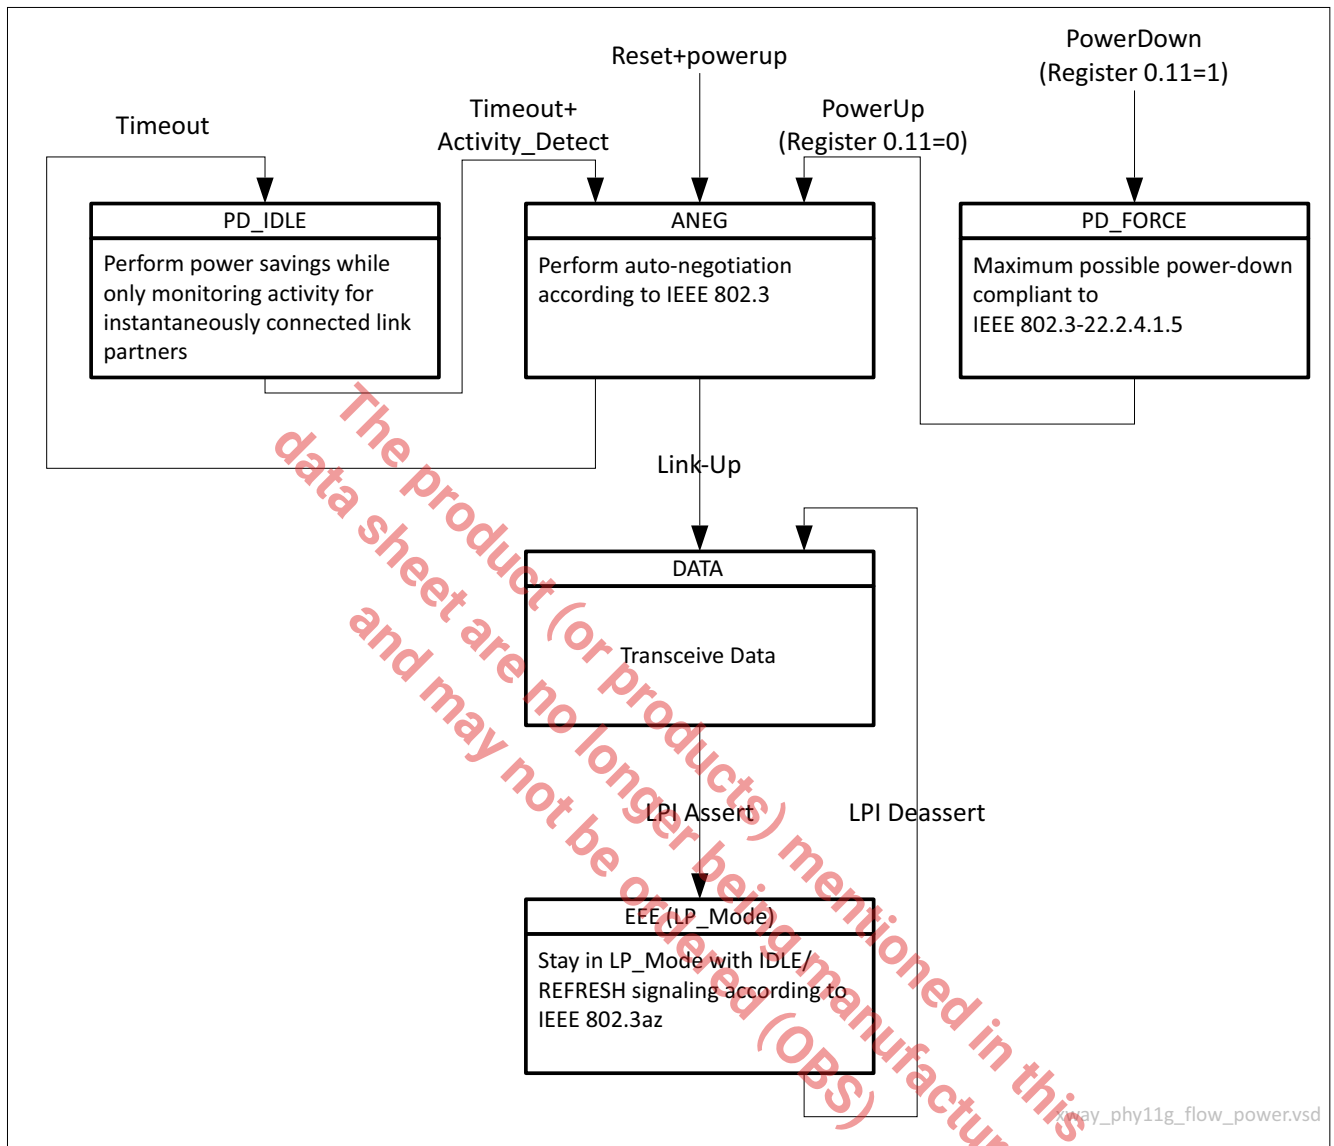 Reset+powerup
PowerDown
(Register 0.11=1)
Timeout
Timeout+
Activity_Detect
PowerUp
(Register 0.11=0)
PD_IDLE
Perform power savings while
only monitoring activity for
instantaneously connected link
partners
ANEG
Perform auto-negotiation
according to IEEE 802.3
PD_FORCE
Maximum possible power-down
compliant to
IEEE 802.3-22.2.4.1.5
Link-Up
DATA
Transceive Data
LPI Assert
LPI Deassert
EEE (LP_Mode)
Stay in LP_Mode with IDLE/
REFRESH signaling according to
IEEE 802.3az
The product (or products) mentioned in this
data sheet are no longer being manufactur
and may not be ordered (OBS)
xway_phy11g_flow_power.vsd